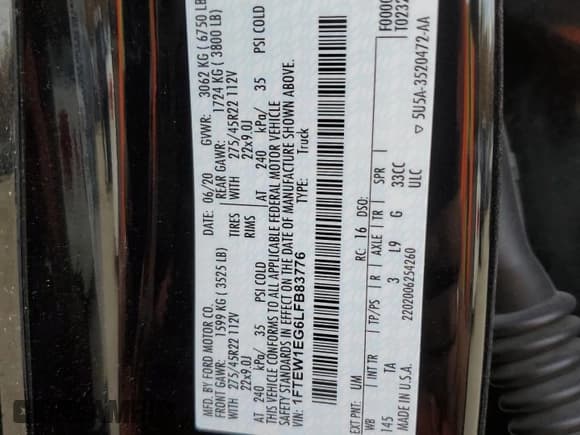 MFD. BY FORD MOTOR CO.
DATE: 06/20 GVWR: 3062 KG ( 6750 LB
FRONT GAWR: 1599 KG ( 3525 LB)
REAR GAWR: 1724 KG ( 3800 LB)
WITH 275/45R22 112V TIRES WITH 275/45R22 112V
22x9.0J RIMS 22x9.0J
AT 240 kPa/ 35 PSI COLD AT 240 kPa/ 35 PSI COLD
THIS VEHICLE CONFORMS TO ALL APPLICABLE FEDERAL MOTOR VEHICLE
SAFETY STANDARDS IN EFFECT ON THE DATE OF MANUFACTURE SHOWN ABOVE.
VIN: 1FTEW1EG6LFB83776 TYPE: Truck
F0000
T0232
EXT PNT: UM RC: 16 DSO:
WB INT TR TP/PS R AXLE TR SPR
145 TA 3 L9 G 33CC
ULC
MADE IN U.S.A. 2202006254260
5U5A-3520472-AA